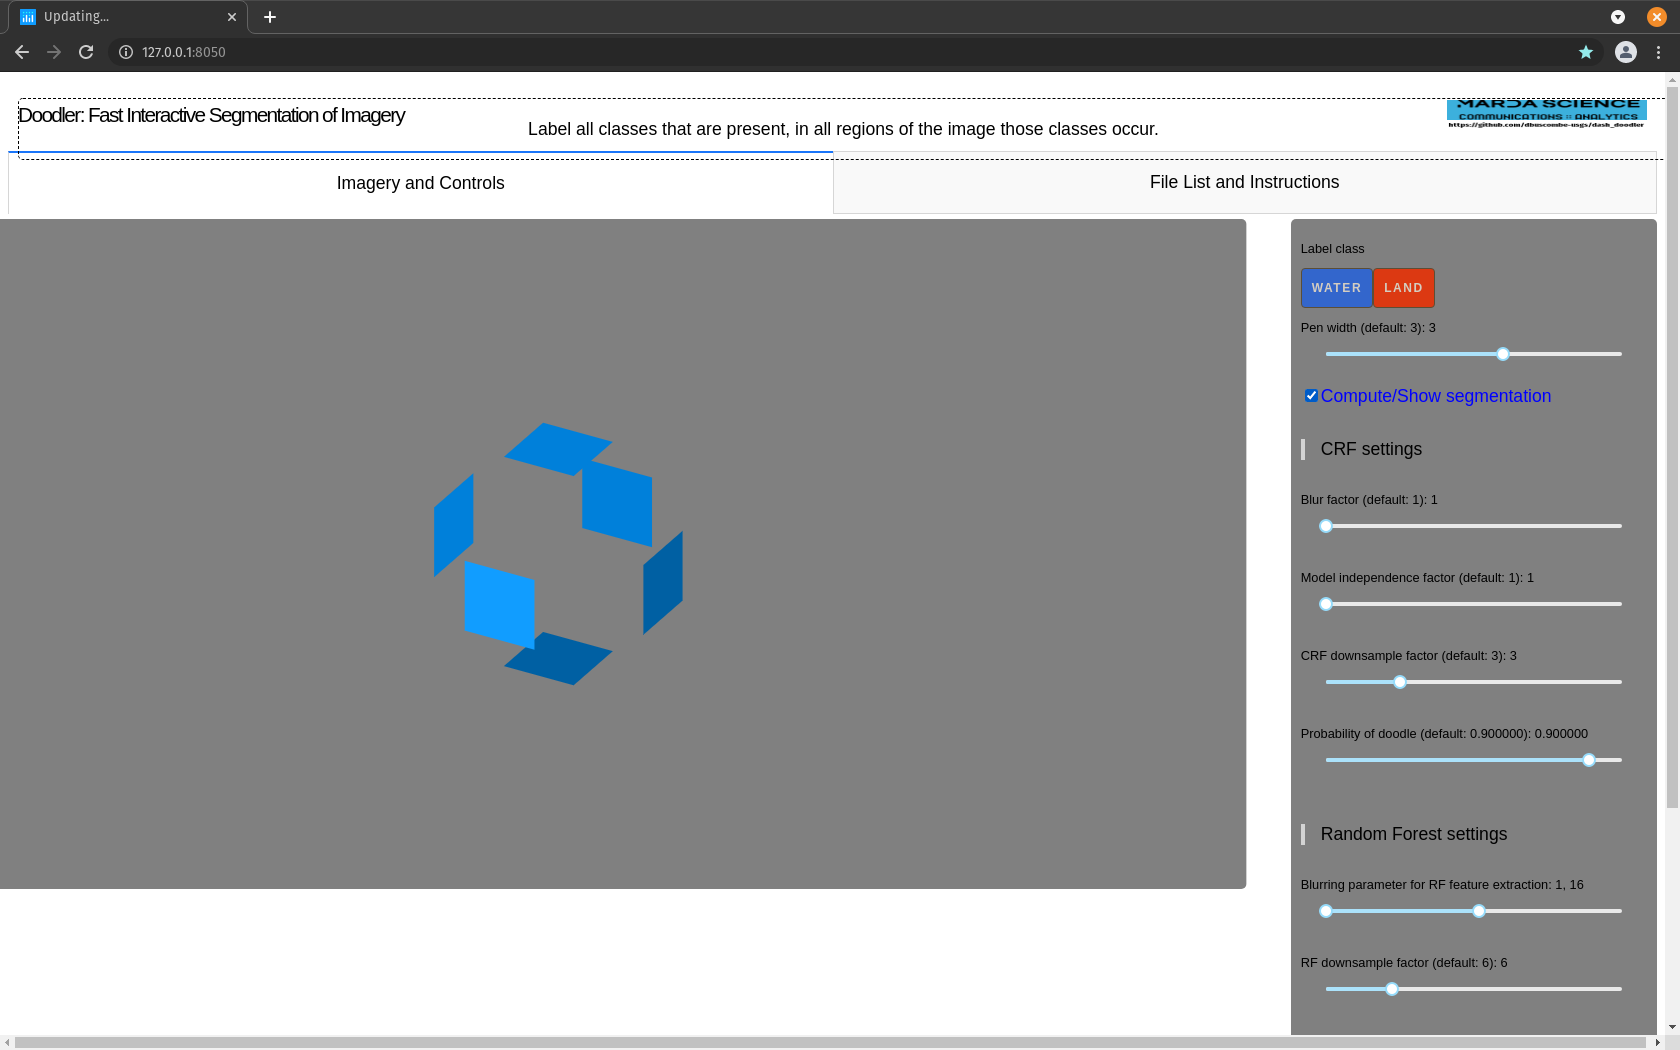 Updating...
127.0.0.1:8050
Doodler: Fast Interactive Segmentation of Imagery
Label all classes that are present, in all regions of the image those classes occur.
MARDA SCIENCE
COMMUNICATIONS :: ANALYTICS
https://github.com/dbuscombe-usgs/dash_doodler
Imagery and Controls
File List and Instructions
Label class
WATER LAND
Pen width (default: 3): 3
Compute/Show segmentation
CRF settings
Blur factor (default: 1): 1
Model independence factor (default: 1): 1
CRF downsample factor (default: 3): 3
Probability of doodle (default: 0.900000): 0.900000
Random Forest settings
Blurring parameter for RF feature extraction: 1, 16
RF downsample factor (default: 6): 6